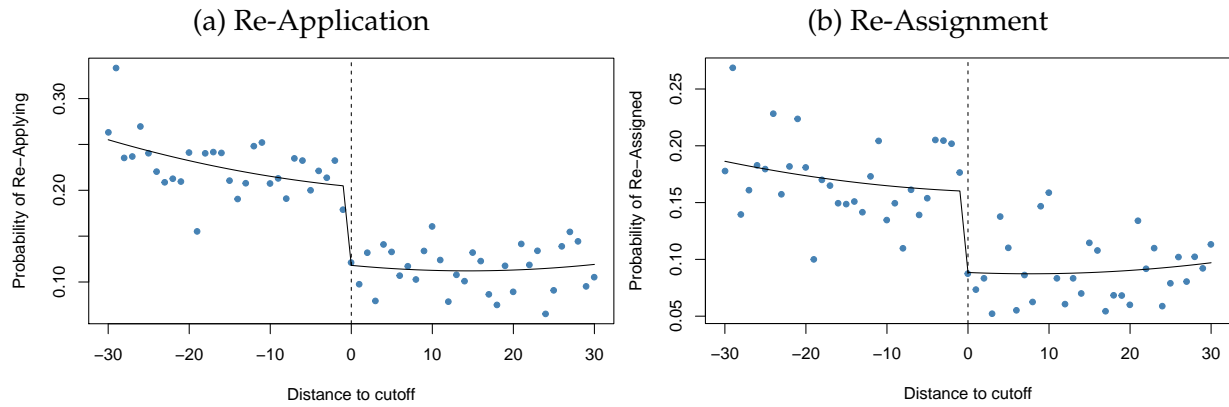 (a) Re-Application
Probability of Re−Applying
0.30
0.20
0.10
−30 −20 −10 0 10 20 30
Distance to cutoff
(b) Re-Assignment
Probability of Re−Assigned
0.25
0.20
0.15
0.10
0.05
−30 −20 −10 0 10 20 30
Distance to cutoff